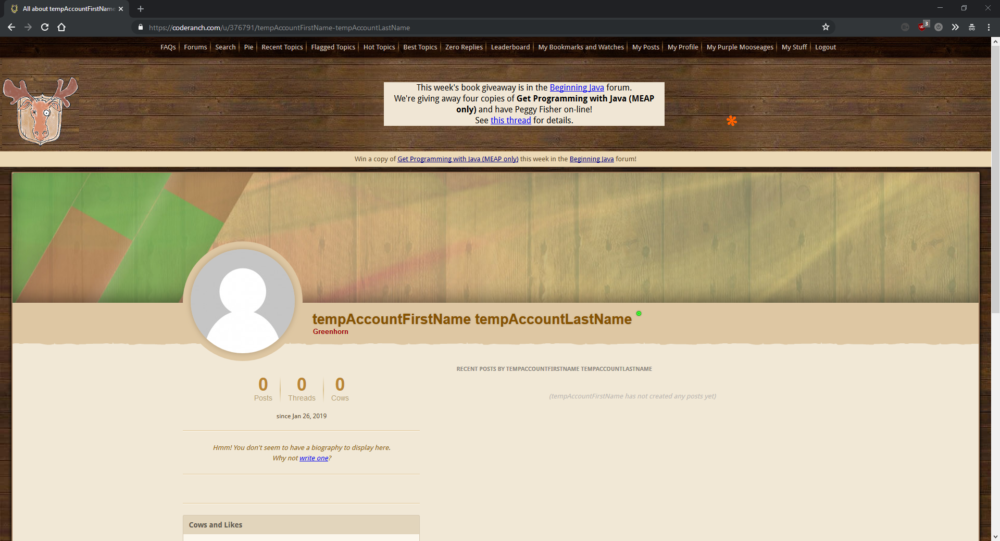 All about tempAccountFirstName
https://coderanch.com/u/376791/tempAccountFirstName-tempAccountLastName
3
FAQs Forums Search Pie Recent Topics Flagged Topics Hot Topics Best Topics Zero Replies Leaderboard My Bookmarks and Watches My Posts My Profile My Purple Mooseages My Stuff Logout
This week's book giveaway is in the Beginning Java forum.
We're giving away four copies of Get Programming with Java (MEAP
only) and have Peggy Fisher on-line!
See this thread for details.
Win a copy of Get Programming with Java (MEAP only) this week in the Beginning Java forum!
tempAccountFirstName tempAccountLastName
Greenhorn
0 0 0
Posts Threads Cows
since Jan 26, 2019
Hmm! You don't seem to have a biography to display here.
Why not write one?
Cows and Likes
RECENT POSTS BY TEMPACCOUNTFIRSTNAME TEMPACCOUNTLASTNAME
(tempAccountFirstName has not created any posts yet)